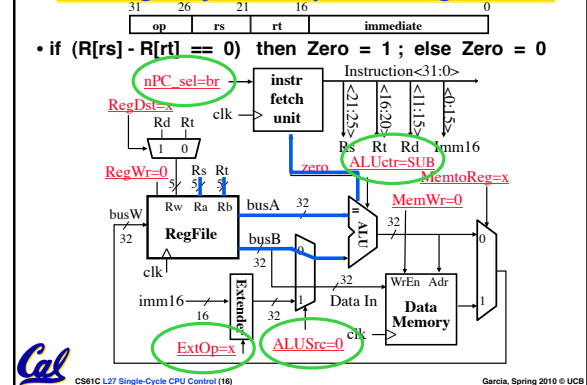 31 26 21 16 0
op rs rt immediate
• if (R[rs] - R[rt] == 0) then Zero = 1 ; else Zero = 0
nPC_sel=br
instr fetch unit
Instruction<31:0>
clk
<21:25>
<16:20>
<11:15>
<0:15>
Rs Rt Rd Imm16
RegDst=x
Rd Rt
1 0
zero
ALUctr=SUB
MemtoReg=x
RegWr=0
Rs Rt
5 5 5
MemWr=0
busW
32
Rw Ra Rb
RegFile
busA
32
busB
32
clk
=
ALU
32
0
1
0
1
32
WrEn Adr
Data In
Data Memory
clk
imm16
16
Extender
32
ExtOp=x
ALUSrc=0
Cal
CS61C L27 Single-Cycle CPU Control (16)
Garcia, Spring 2010 © UCB